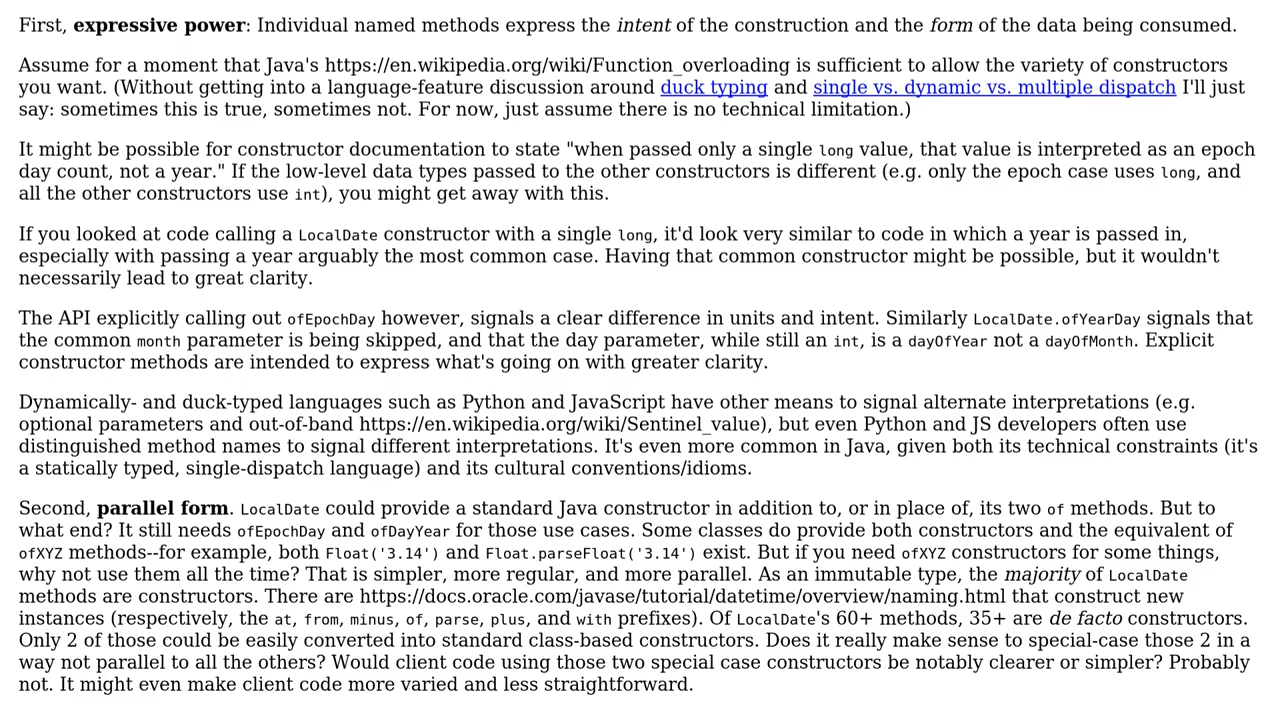 First, expressive power: Individual named methods express the intent of the construction and the form of the data being consumed.
Assume for a moment that Java's https://en.wikipedia.org/wiki/Function_overloading is sufficient to allow the variety of constructors
you want. (Without getting into a language-feature discussion around duck typing and single vs. dynamic vs. multiple dispatch I'll just
say: sometimes this is true, sometimes not. For now, just assume there is no technical limitation.)
It might be possible for constructor documentation to state "when passed only a single long value, that value is interpreted as an epoch
day count, not a year." If the low-level data types passed to the other constructors is different (e.g. only the epoch case uses long, and
all the other constructors use int), you might get away with this.
If you looked at code calling a LocalDate constructor with a single long, it'd look very similar to code in which a year is passed in,
especially with passing a year arguably the most common case. Having that common constructor might be possible, but it wouldn't
necessarily lead to great clarity.
The API explicitly calling out ofEpochDay however, signals a clear difference in units and intent. Similarly LocalDate.ofYearDay signals that
the common month parameter is being skipped, and that the day parameter, while still an int, is a dayOfYear not a dayOfMonth. Explicit
constructor methods are intended to express what's going on with greater clarity.
Dynamically- and duck-typed languages such as Python and JavaScript have other means to signal alternate interpretations (e.g.
optional parameters and out-of-band https://en.wikipedia.org/wiki/Sentinel_value), but even Python and JS developers often use
distinguished method names to signal different interpretations. It's even more common in Java, given both its technical constraints (it's
a statically typed, single-dispatch language) and its cultural conventions/idioms.
Second, parallel form. LocalDate could provide a standard Java constructor in addition to, or in place of, its two of methods. But to
what end? It still needs ofEpochDay and ofDayYear for those use cases. Some classes do provide both constructors and the equivalent of
ofXYZ methods--for example, both Float('3.14') and Float.parseFloat('3.14') exist. But if you need ofXYZ constructors for some things,
why not use them all the time? That is simpler, more regular, and more parallel. As an immutable type, the majority of LocalDate
methods are constructors. There are https://docs.oracle.com/javase/tutorial/datetime/overview/naming.html that construct new
instances (respectively, the at, from, minus, of, parse, plus, and with prefixes). Of LocalDate's 60+ methods, 35+ are de facto constructors.
Only 2 of those could be easily converted into standard class-based constructors. Does it really make sense to special-case those 2 in a
way not parallel to all the others? Would client code using those two special case constructors be notably clearer or simpler? Probably
not. It might even make client code more varied and less straightforward.